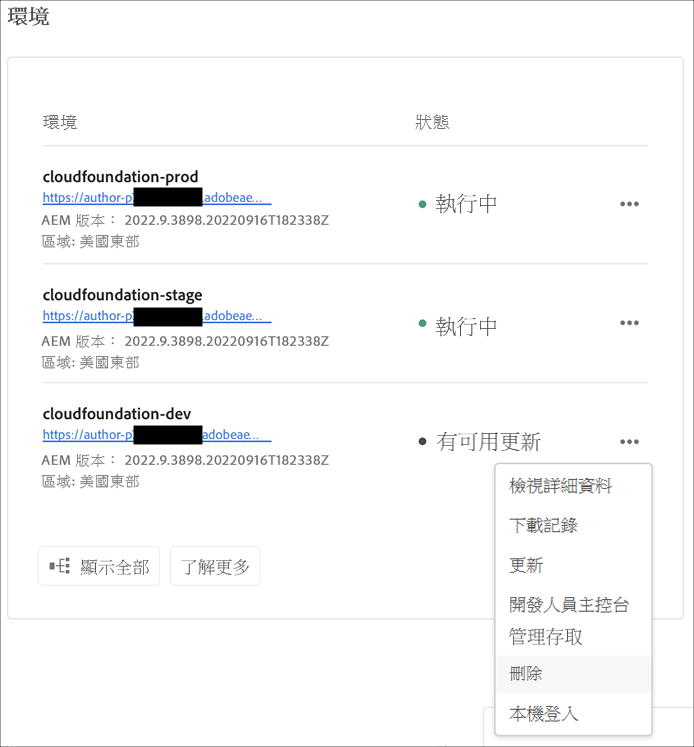 環境
環境 狀態
cloudfoundation-prod
https://author-p .adobeae...
執行中
AEM 版本： 2022.9.3898.20220916T182338Z
區域: 美國東部
cloudfoundation-stage
https://author-p .adobeae...
執行中
AEM 版本： 2022.9.3898.20220916T182338Z
區域: 美國東部
cloudfoundation-dev
https://author-p adobeae...
有可用更新
AEM 版本： 2022.9.3898.20220916T182338Z
區域: 美國東部
檢視詳細資料
下載記錄
更新
開發人員主控台
管理存取
刪除
本機登入
顯示全部 了解更多